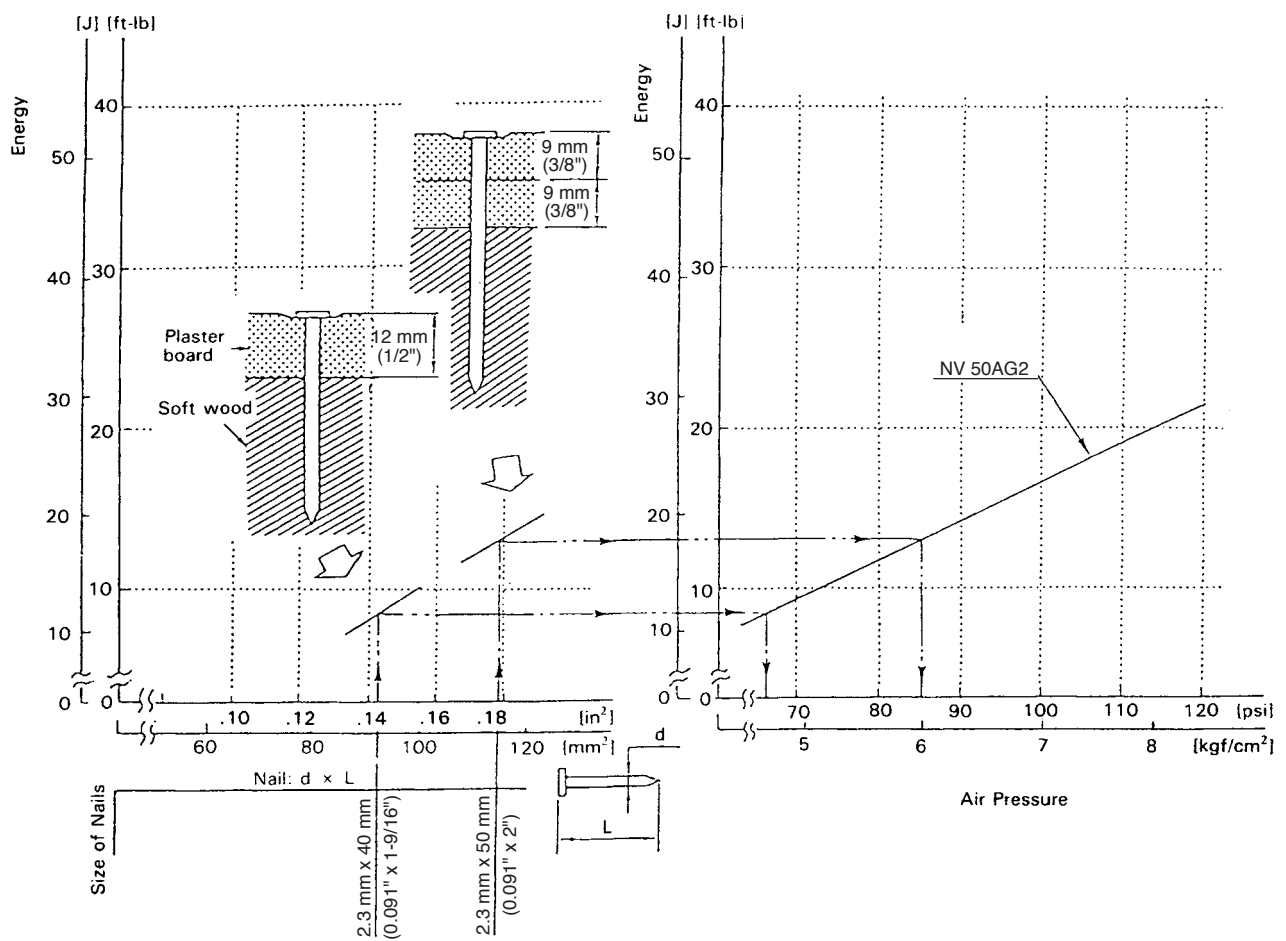 [J] [ft-lb]
Energy
40
50
30
40
30
20
20
10
10
0 0
9 mm
(3/8")
9 mm
(3/8")
Plaster
board
12 mm
(1/2")
Soft wood
.10 .12 .14 .16 .18 [in²]
60 80 100 120 [mm²]
Nail: d × L
Size of Nails
2.3 mm x 40 mm
(0.091" x 1-9/16")
2.3 mm x 50 mm
(0.091" x 2")
d
L
[J] [ft-lb]
Energy
40
50
30
40
30
20
20
10
10
0 0
NV 50AG2
70 80 90 100 110 120 [psi]
5 6 7 8 [kgf/cm²]
Air Pressure